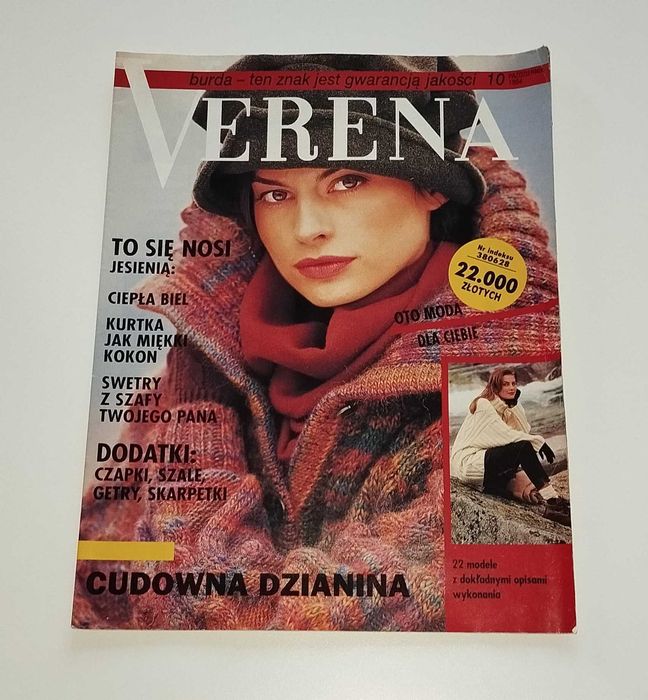 burda – ten znak jest gwarancją jakości 10 PAŹDZIERNIK
1994
VERENA
TO SIĘ NOSI
JESIENIĄ:
CIEPŁA BIEL
KURTKA
JAK MIĘKKI
KOKON
SWETRY
Z SZAFY
TWOJEGO PANA
DODATKI:
CZAPKI, SZALE,
GETRY, SKARPETKI
Nr indeksu
380628
22.000
ZŁOTYCH
OTO MODA
DLA CIEBIE
CUDOWNA DZIANINA
22 modele
z dokładnymi opisami
wykonania